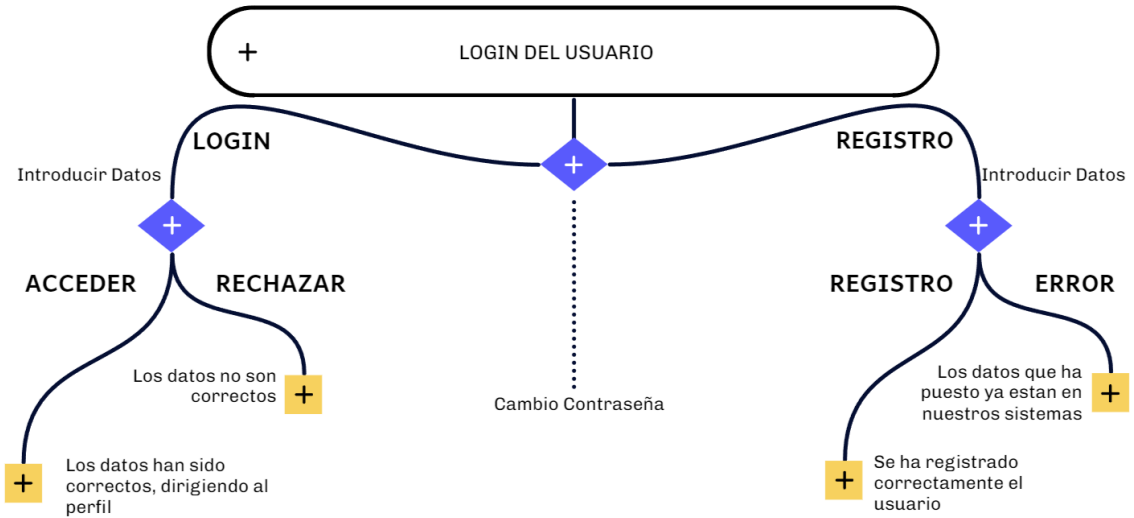 LOGIN DEL USUARIO
LOGIN
REGISTRO
Introducir Datos
Introducir Datos
ACCEDER
RECHAZAR
REGISTRO
ERROR
Los datos no son
correctos
Los datos que ha
puesto ya estan en
nuestros sistemas
Cambio Contraseña
Los datos han sido
correctos, dirigiendo al
perfil
Se ha registrado
correctamente el
usuario